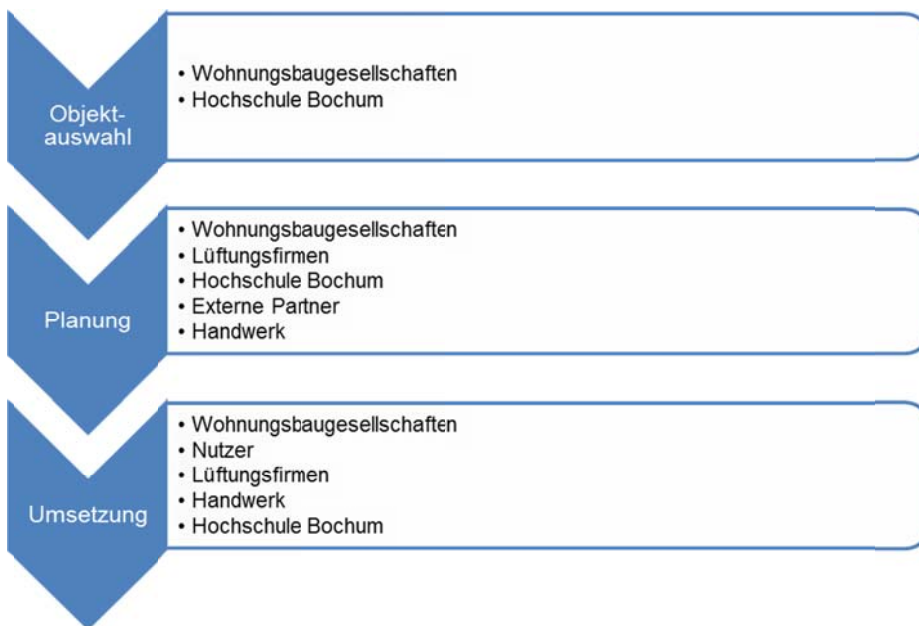 Objekt-
auswahl
• Wohnungsbaugesellschaften
• Hochschule Bochum
Planung
• Wohnungsbaugesellschaften
• Lüftungsfirmen
• Hochschule Bochum
• Externe Partner
• Handwerk
Umsetzung
• Wohnungsbaugesellschaften
• Nutzer
• Lüftungsfirmen
• Handwerk
• Hochschule Bochum